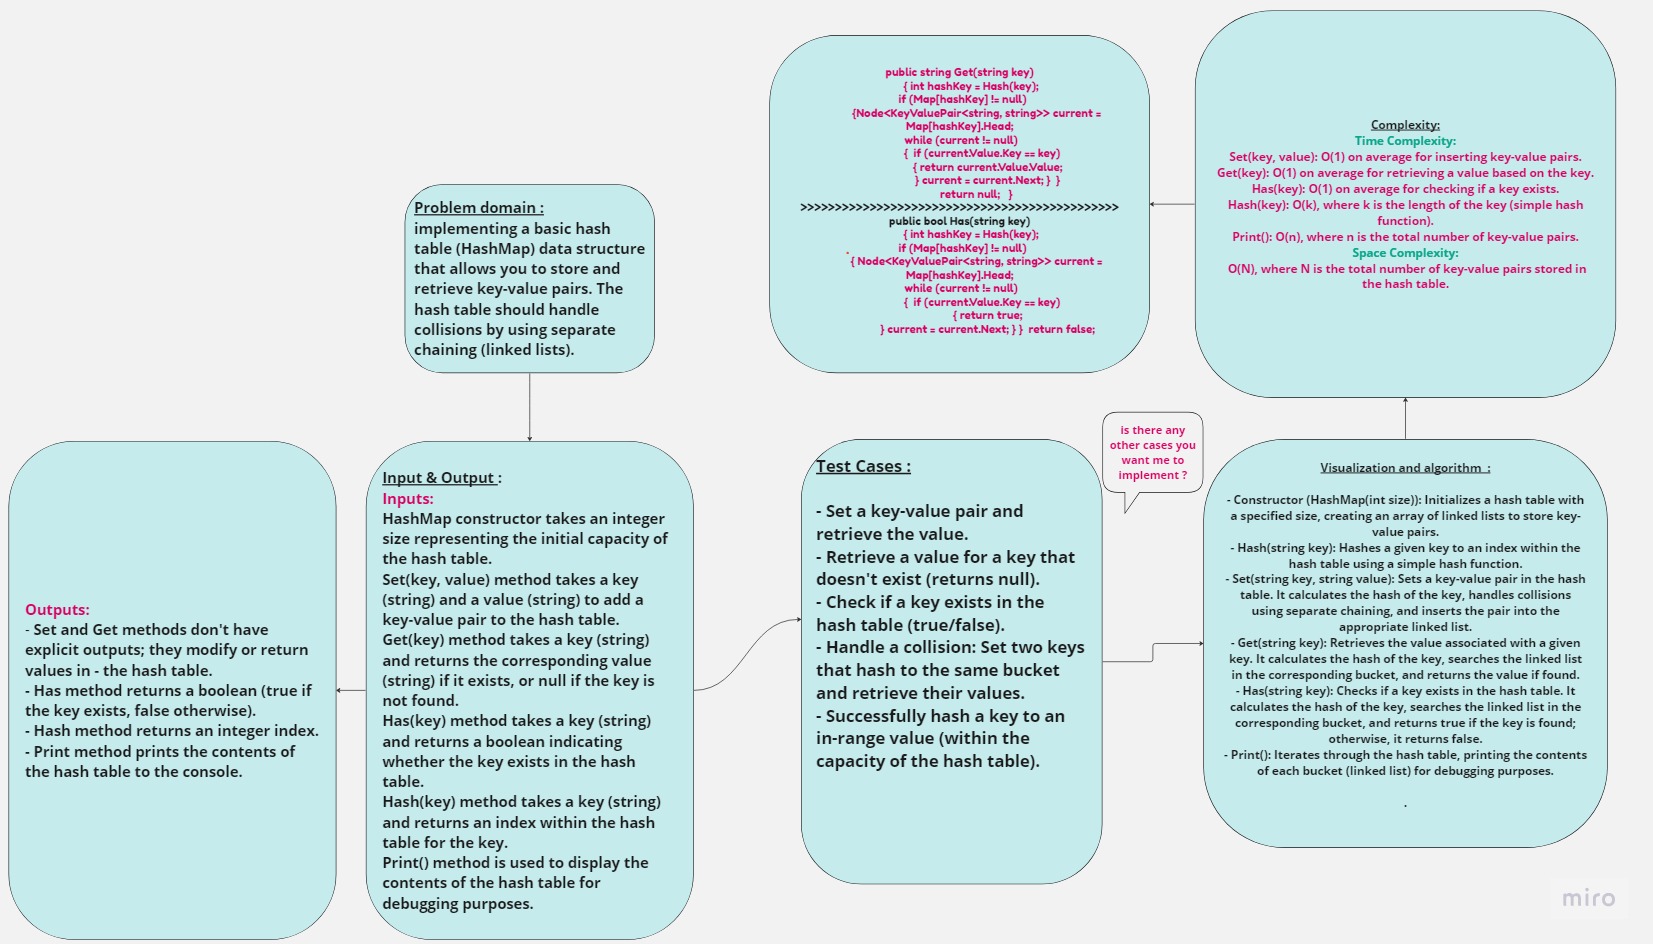 Problem domain :
implementing a basic hash
table (HashMap) data structure
that allows you to store and
retrieve key-value pairs. The
hash table should handle
collisions by using separate
chaining (linked lists).
Input & Output :
Inputs:
HashMap constructor takes an integer
size representing the initial capacity of
the hash table.
Set(key, value) method takes a key
(string) and a value (string) to add a
key-value pair to the hash table.
Get(key) method takes a key (string)
and returns the corresponding value
(string) if it exists, or null if the key is
not found.
Has(key) method takes a key (string)
and returns a boolean indicating
whether the key exists in the hash
table.
Hash(key) method takes a key (string)
and returns an index within the hash
table for the key.
Print() method is used to display the
contents of the hash table for
debugging purposes.
Outputs:
- Set and Get methods don't have
explicit outputs; they modify or return
values in - the hash table.
- Has method returns a boolean (true if
the key exists, false otherwise).
- Hash method returns an integer index.
- Print method prints the contents of
the hash table to the console.
Test Cases :
- Set a key-value pair and
retrieve the value.
- Retrieve a value for a key that
doesn't exist (returns null).
- Check if a key exists in the
hash table (true/false).
- Handle a collision: Set two keys
that hash to the same bucket
and retrieve their values.
- Successfully hash a key to an
in-range value (within the
capacity of the hash table).
is there any
other cases you
want me to
implement ?
Visualization and algorithm :
- Constructor (HashMap(int size)): Initializes a hash table with
a specified size, creating an array of linked lists to store key-
value pairs.
- Hash(string key): Hashes a given key to an index within the
hash table using a simple hash function.
- Set(string key, string value): Sets a key-value pair in the hash
table. It calculates the hash of the key, handles collisions
using separate chaining, and inserts the pair into the
appropriate linked list.
- Get(string key): Retrieves the value associated with a given
key. It calculates the hash of the key, searches the linked list
in the corresponding bucket, and returns the value if found.
- Has(string key): Checks if a key exists in the hash table. It
calculates the hash of the key, searches the linked list in the
corresponding bucket, and returns true if the key is found;
otherwise, it returns false.
- Print(): Iterates through the hash table, printing the contents
of each bucket (linked list) for debugging purposes.
.
Complexity:
Time Complexity:
Set(key, value): O(1) on average for inserting key-value pairs.
Get(key): O(1) on average for retrieving a value based on the key.
Has(key): O(1) on average for checking if a key exists.
Hash(key): O(k), where k is the length of the key (simple hash
function).
Print(): O(n), where n is the total number of key-value pairs.
Space Complexity:
O(N), where N is the total number of key-value pairs stored in
the hash table.
public string Get(string key)
{ int hashKey = Hash(key);
if (Map[hashKey] != null)
{Node<KeyValuePair<string, string>> current =
Map[hashKey].Head;
while (current != null)
{ if (current.Value.Key == key)
{ return current.Value.Value;
} current = current.Next; } }
return null; }
>>>>>>>>>>>>>>>>>>>>>>>>>>>>>>>>>>>>>>>>>>>>>>
public bool Has(string key)
{ int hashKey = Hash(key);
. if (Map[hashKey] != null)
{ Node<KeyValuePair<string, string>> current =
Map[hashKey].Head;
while (current != null)
{ if (current.Value.Key == key)
{ return true;
} current = current.Next; } } return false;
miro